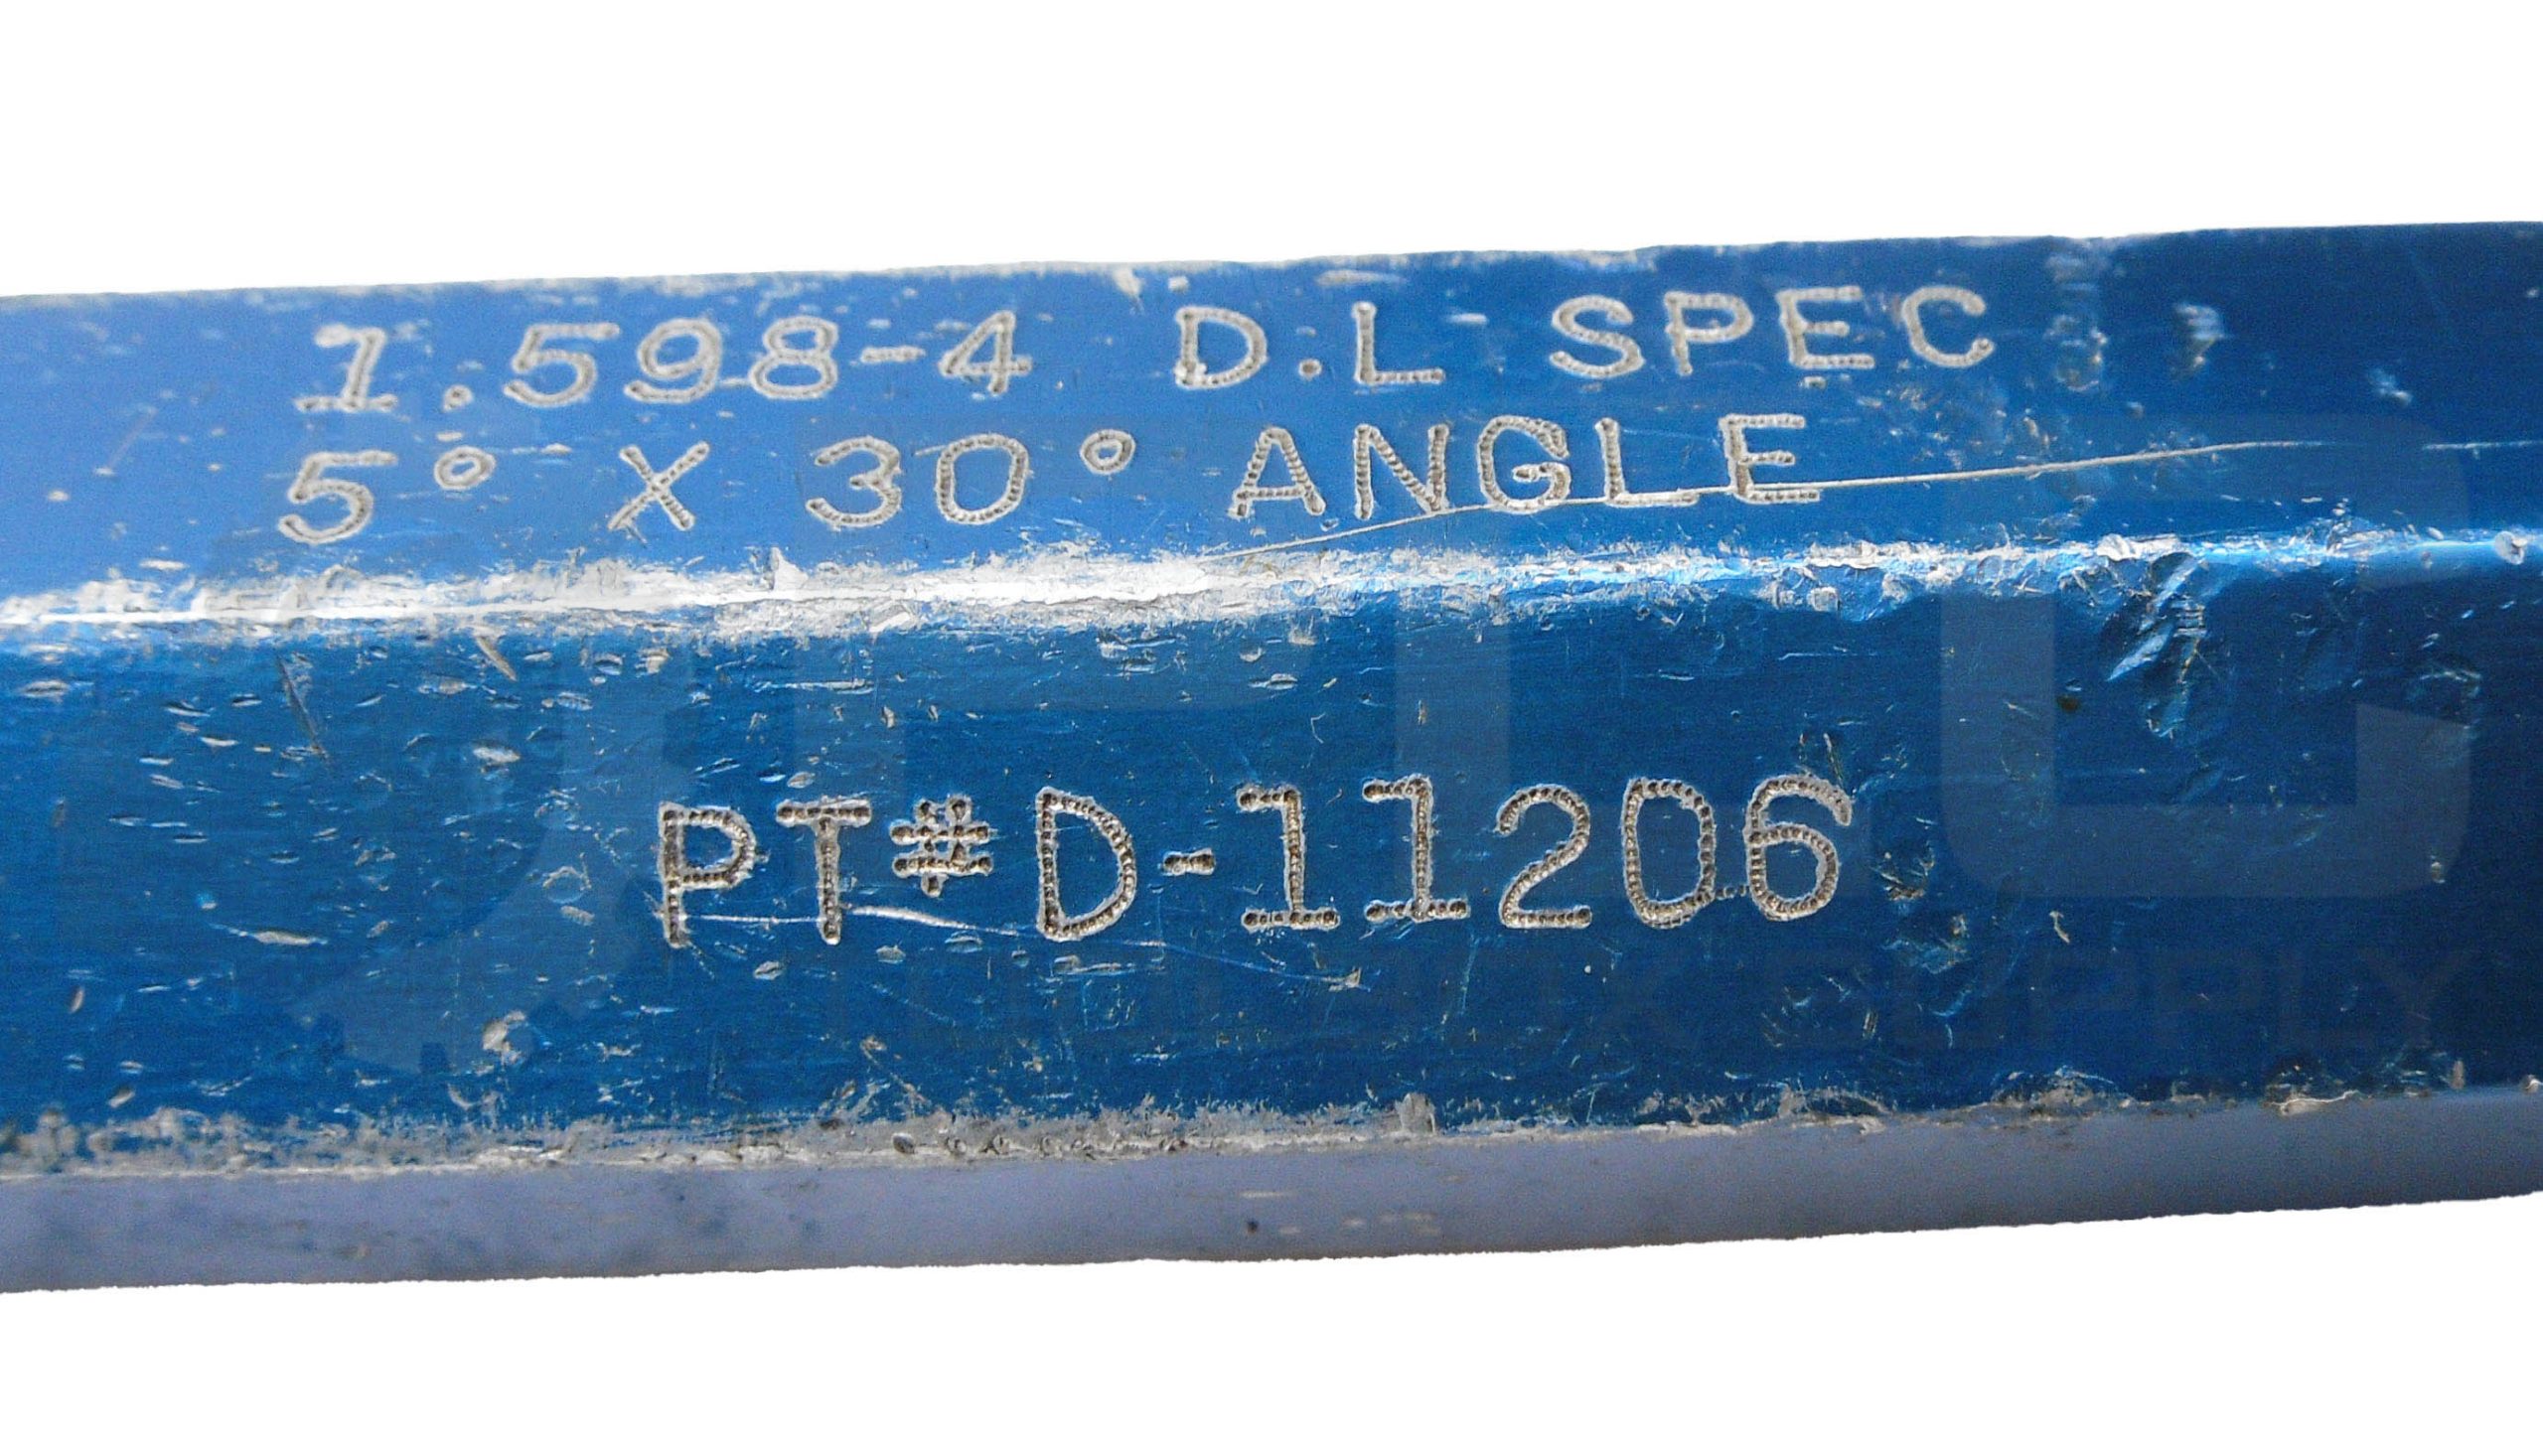 1.598-4 D.L SPEC
5° X 30° ANGLE
PT#D-11206